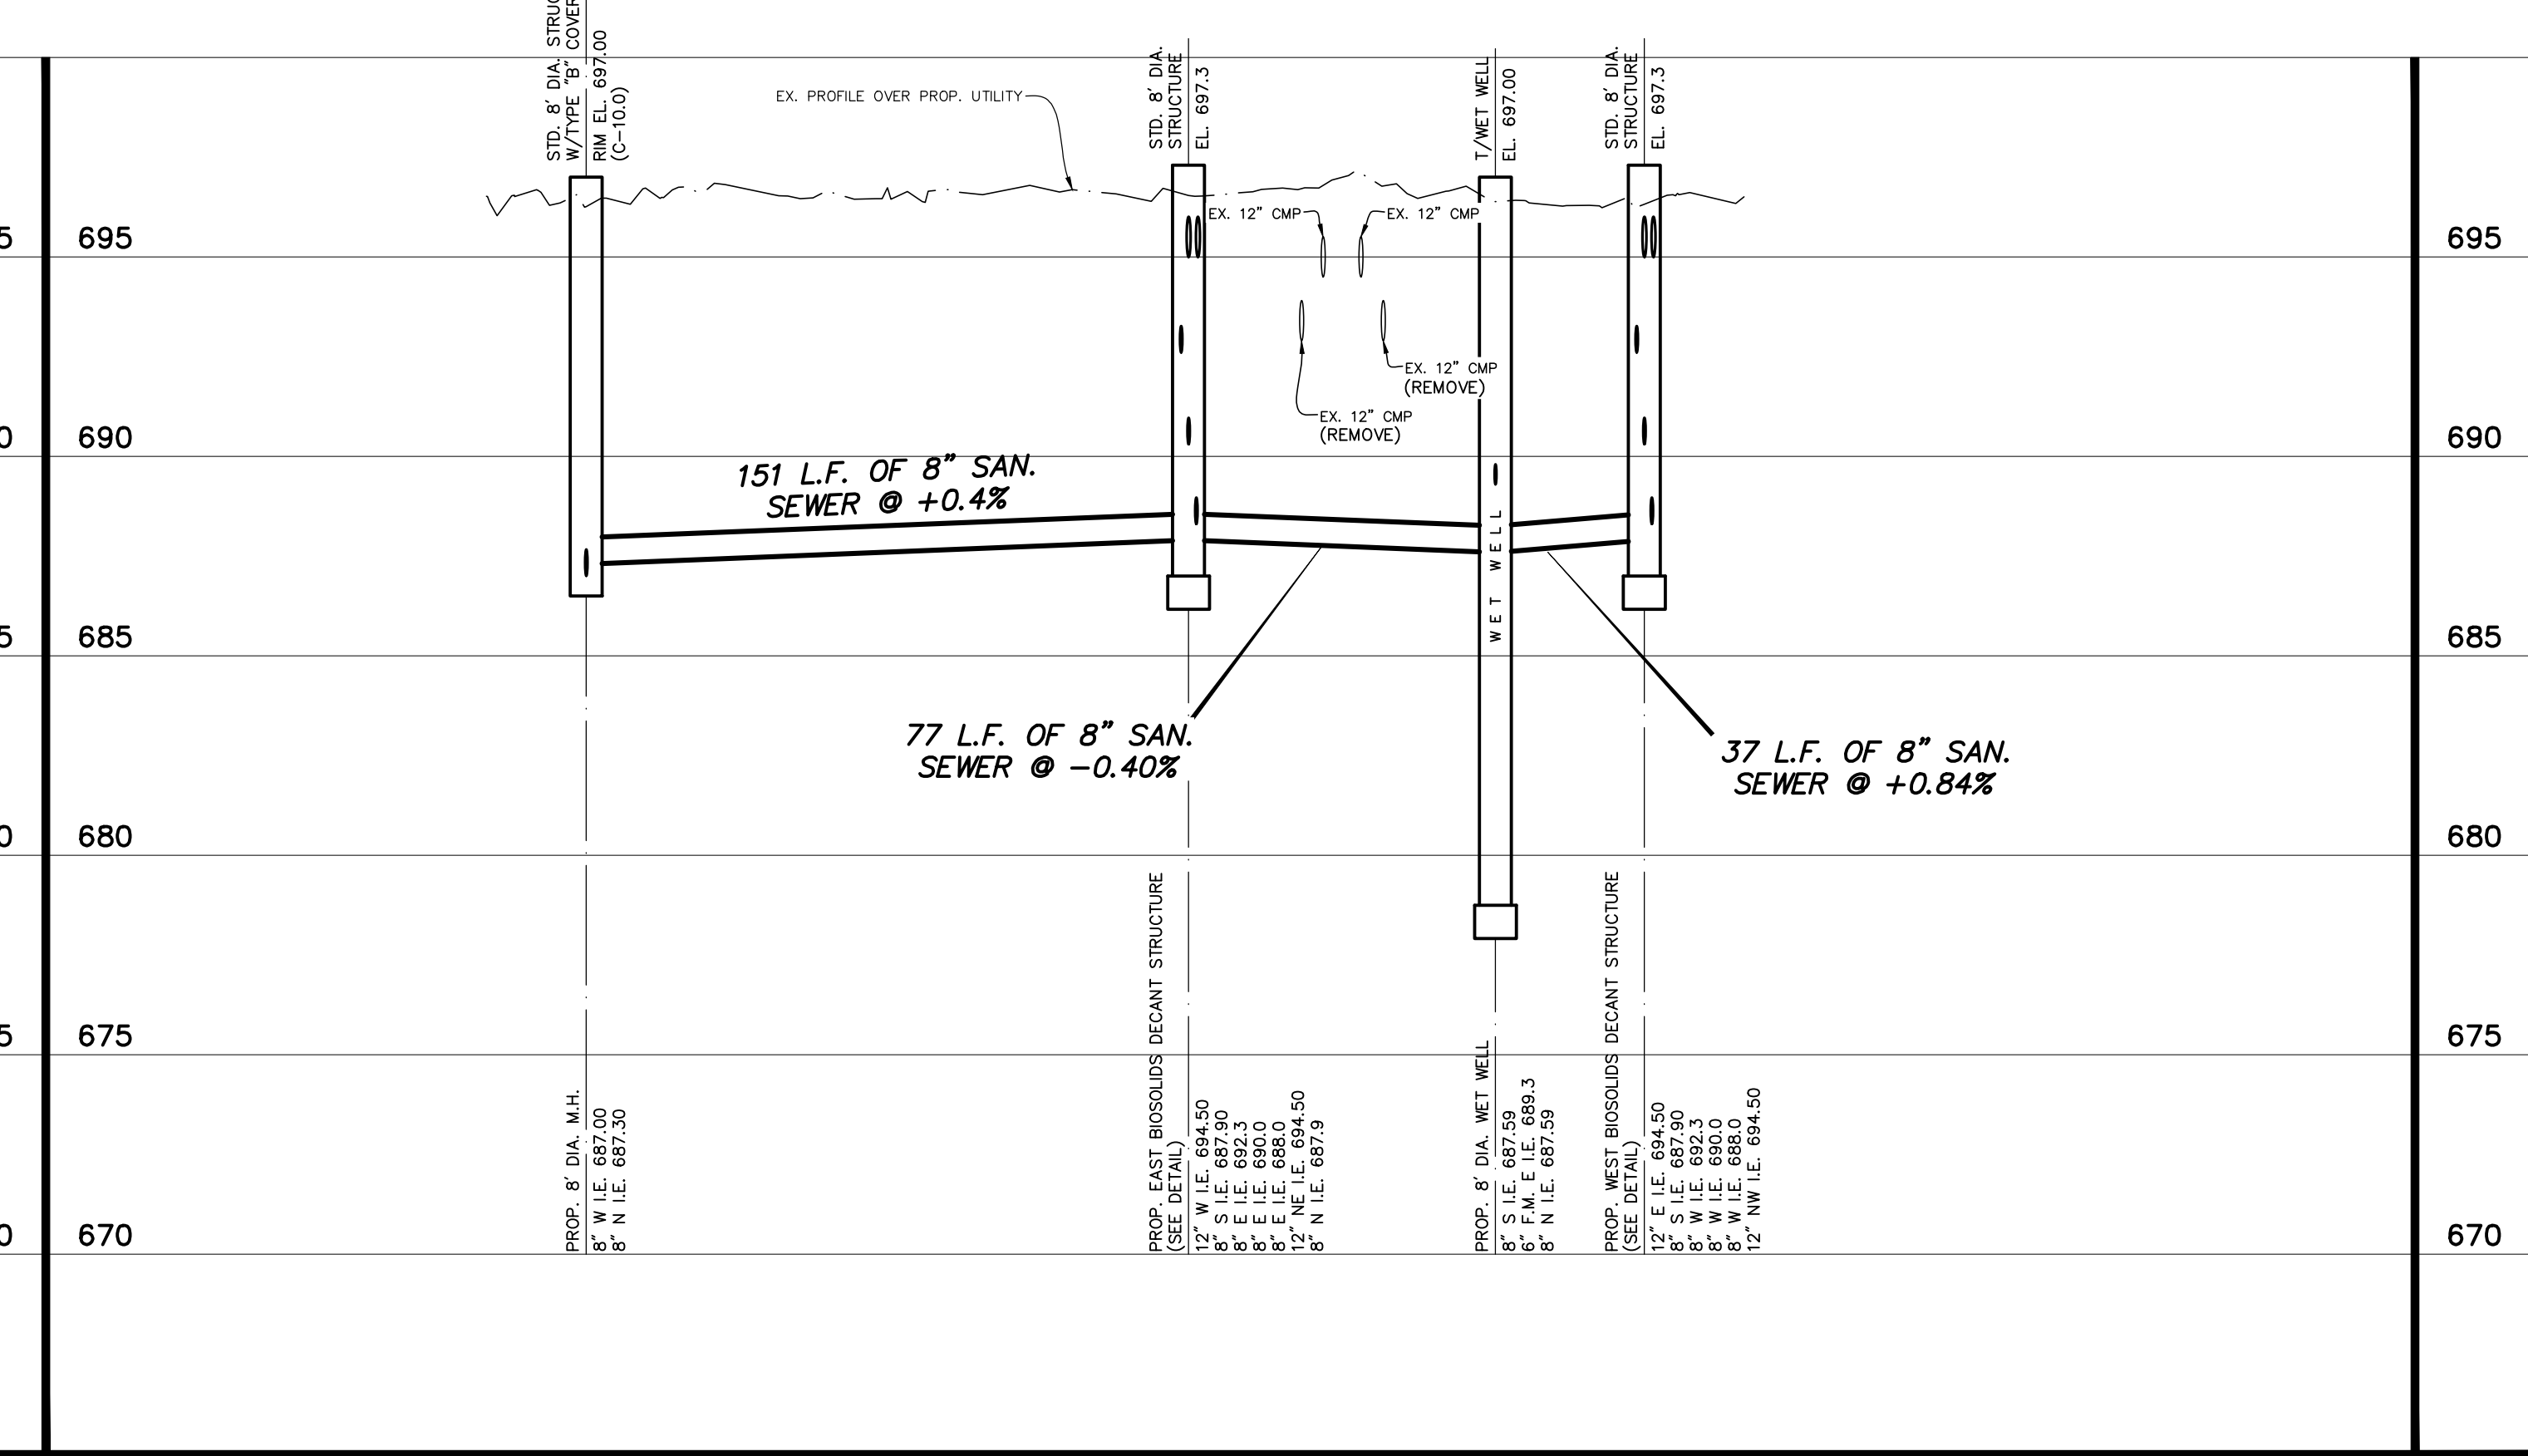 STD. 8' DIA.
W/TYPE "B" COVER
RIM EL. 697.00
(C-10.0)
EX. PROFILE OVER PROP. UTILITY
STD. 8' DIA.
STRUCTURE
EL. 697.3
T/WET WELL
EL. 697.00
STD. 8' DIA.
STRUCTURE
EL. 697.3
EX. 12" CMP
EX. 12" CMP
EX. 12" CMP
(REMOVE)
EX. 12" CMP
(REMOVE)
5
695
695
0
690
690
151 L.F. OF 8" SAN.
SEWER @ +0.4%
WET WELL
5
685
685
77 L.F. OF 8" SAN.
SEWER @ -0.40%
37 L.F. OF 8" SAN.
SEWER @ +0.84%
0
680
680
5
675
675
PROP. 8' DIA. M.H.
8" W I.E. 687.00
8" N I.E. 687.30
PROP. EAST BIOSOLIDS DECANT STRUCTURE
(SEE DETAIL)
12" W I.E. 694.50
8" S I.E. 687.90
8" E I.E. 692.3
8" E I.E. 690.0
8" E I.E. 688.0
12" NE I.E. 694.50
8" N I.E. 687.9
PROP. 8' DIA. WET WELL
8" S I.E. 687.59
6" F.M. E I.E. 689.3
8" N I.E. 687.59
PROP. WEST BIOSOLIDS DECANT STRUCTURE
(SEE DETAIL)
12" E I.E. 694.50
8" S I.E. 687.90
8" W I.E. 692.3
8" W I.E. 690.0
8" W I.E. 688.0
12" NW I.E. 694.50
0
670
670